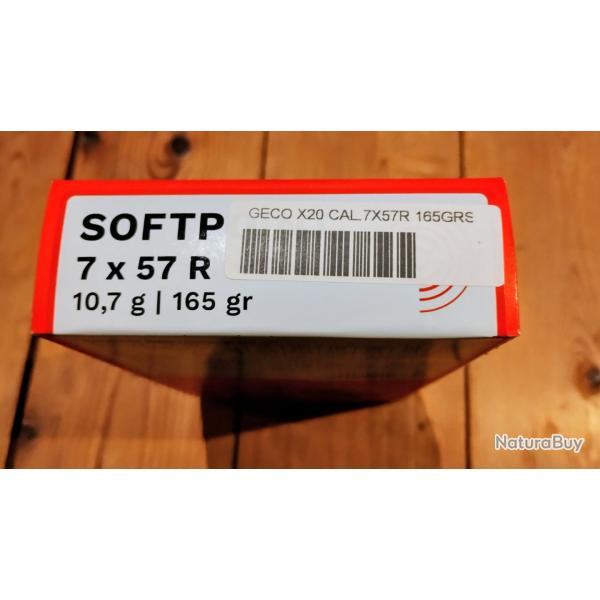 SOFTP
GECO X20 CAL.7X57R 165GRS
7 x 57 R
10,7 g | 165 gr
NaturaBuy